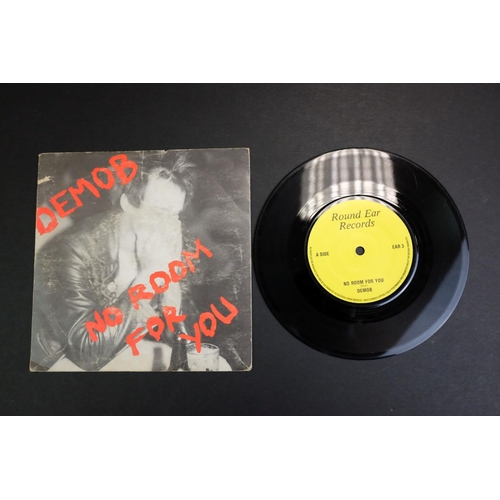 DEMOB
NO ROOM
FOR YOU
Round Ear
Records
A SIDE
EAR 3
NO ROOM FOR YOU
DEMOB